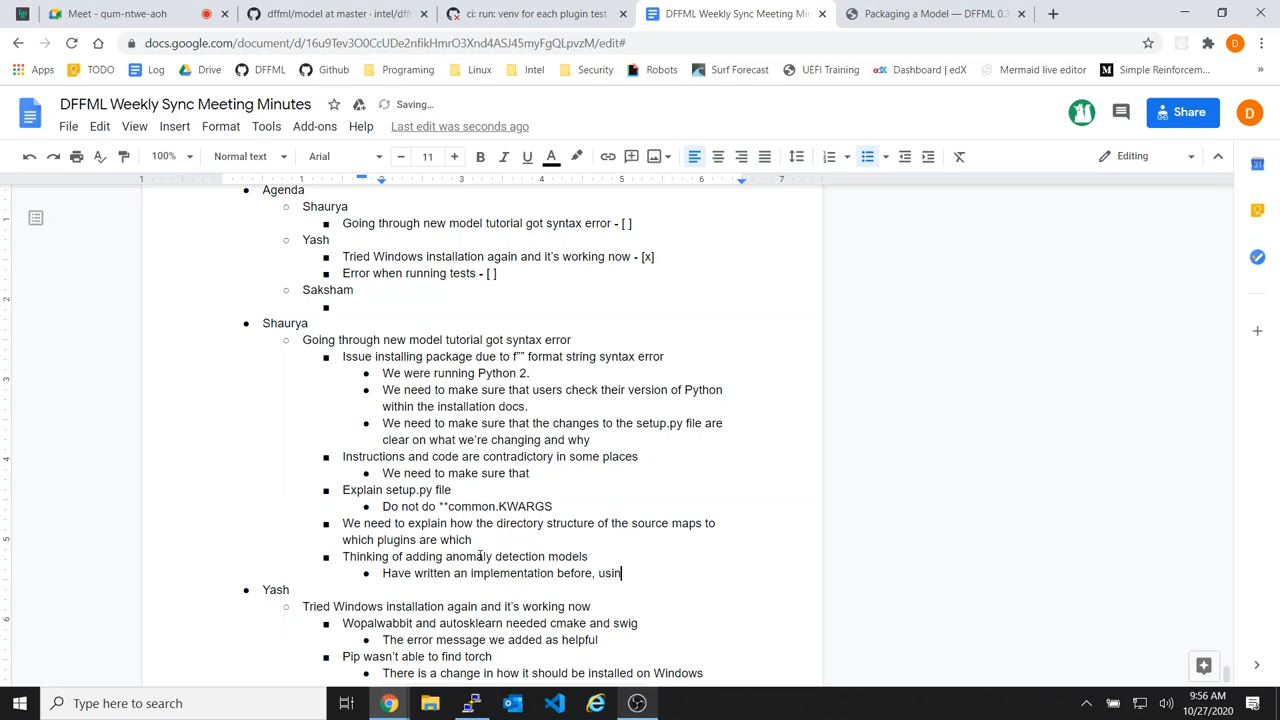 Meet - qum-ntwe-aoh
dffml/model at master · intel/dffr
ci: run: venv for each plugin test
DFFML Weekly Sync Meeting Min
Packaging a Model — DFFML 0.3
docs.google.com/document/d/16u9Tev3O0CcUDe2nfikHmrO3Xnd4ASJ45myFgQLpvzM/edit#
D
Apps TODO Log Drive DFFML Github Programing Linux Intel Security Robots Surf Forecast UEFI Training Dashboard | edX Mermaid live editor Simple Reinforcem...
DFFML Weekly Sync Meeting Minutes
Saving...
Share
D
File Edit View Insert Format Tools Add-ons Help Last edit was seconds ago
100% Normal text Arial 11 B I U A Editing
1 1 2 3 4 5 6 7
Agenda
Shaurya
Going through new model tutorial got syntax error - [ ]
Yash
Tried Windows installation again and it's working now - [x]
Error when running tests - [ ]
Saksham
Shaurya
Going through new model tutorial got syntax error
Issue installing package due to f"" format string syntax error
We were running Python 2.
We need to make sure that users check their version of Python
within the installation docs.
We need to make sure that the changes to the setup.py file are
clear on what we're changing and why
Instructions and code are contradictory in some places
We need to make sure that
Explain setup.py file
Do not do **common.KWARGS
We need to explain how the directory structure of the source maps to
which plugins are which
Thinking of adding anomaly detection models
Have written an implementation before, usin
Yash
Tried Windows installation again and it's working now
Wopalwabbit and autosklearn needed cmake and swig
The error message we added as helpful
Pip wasn't able to find torch
There is a change in how it should be installed on Windows
Type here to search
9:56 AM
10/27/2020